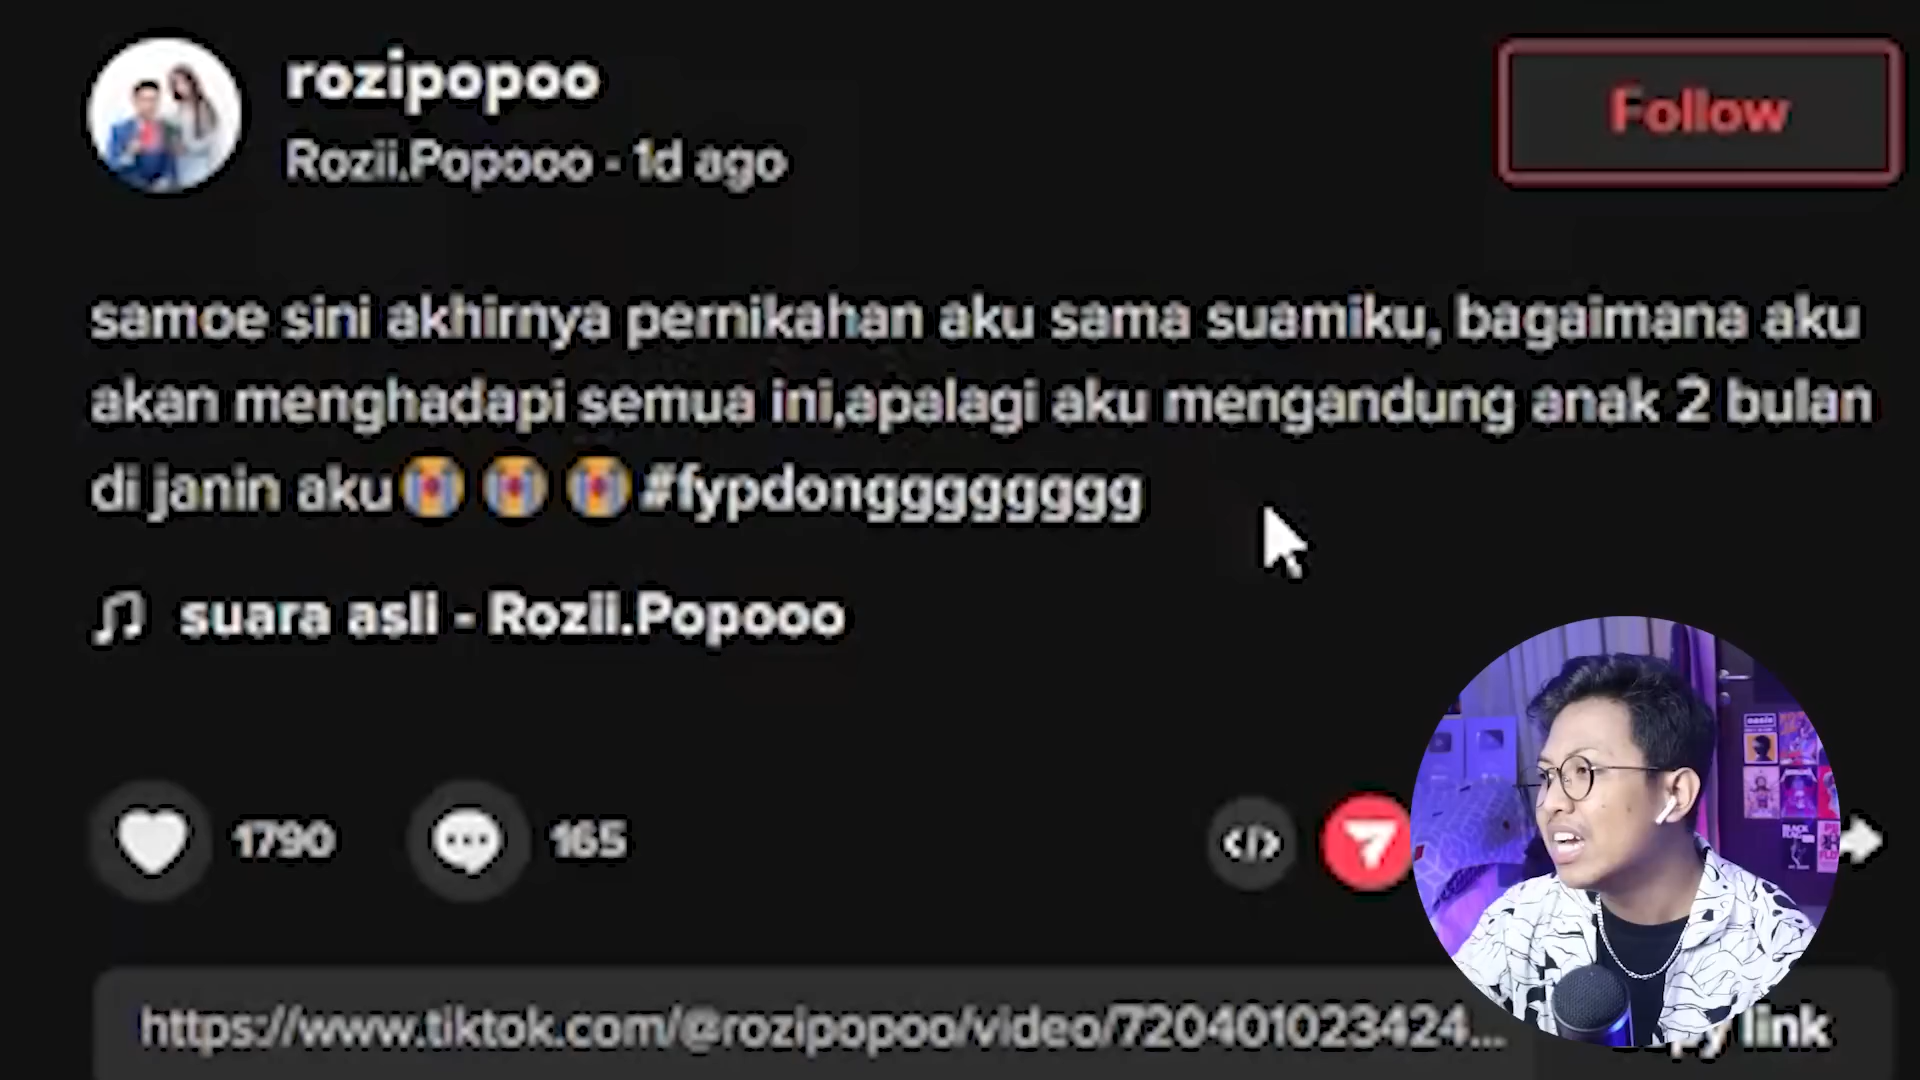 rozipopoo
Rozii.Popooo · 1d ago
Follow
samoe sini akhirnya pernikahan aku sama suamiku, bagaimana aku
akan menghadapi semua ini,apalagi aku mengandung anak 2 bulan
di janin aku😭😭😭#fypdongggggggg
suara asli - Rozii.Popooo
1790
165
https://www.tiktok.com/@rozipopoo/video/720401023424...
link